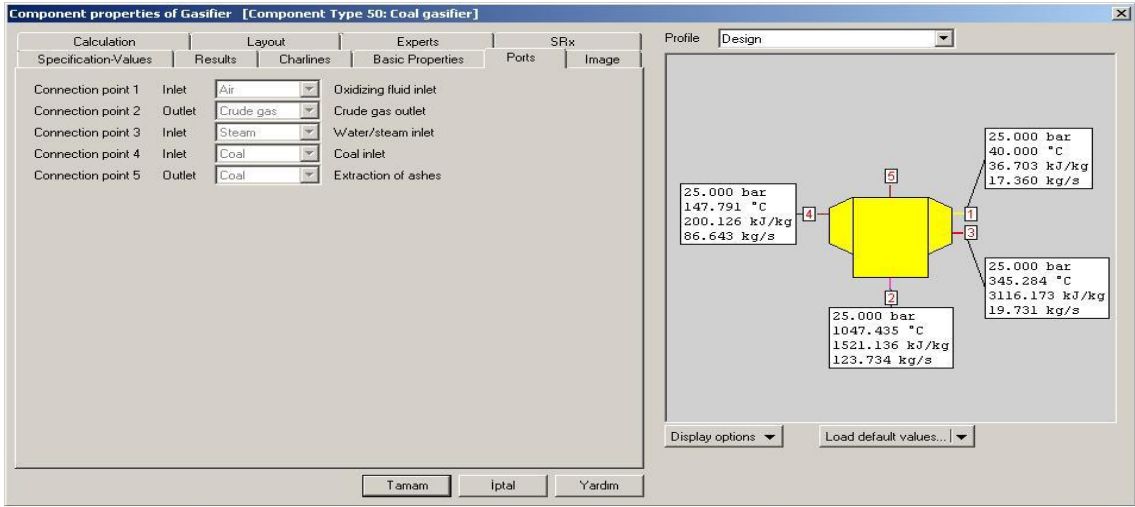 Component properties of Gasifier [Component Type 50: Coal gasifier]
Calculation Layout Experts SRx
Specification-Values Results Charlines Basic Properties Ports Image
Connection point 1 Inlet Air Oxidizing fluid inlet
Connection point 2 Outlet Crude gas Crude gas outlet
Connection point 3 Inlet Steam Water/steam inlet
Connection point 4 Inlet Coal Coal inlet
Connection point 5 Outlet Coal Extraction of ashes
Tamam İptal Yardım
Profile Design
25.000 bar
40.000 °C
36.703 kJ/kg
17.360 kg/s
5
25.000 bar
147.791 °C
200.126 kJ/kg
86.643 kg/s
4
1
3
25.000 bar
345.284 °C
3116.173 kJ/kg
19.731 kg/s
2
25.000 bar
1047.435 °C
1521.136 kJ/kg
123.734 kg/s
Display options Load default values...